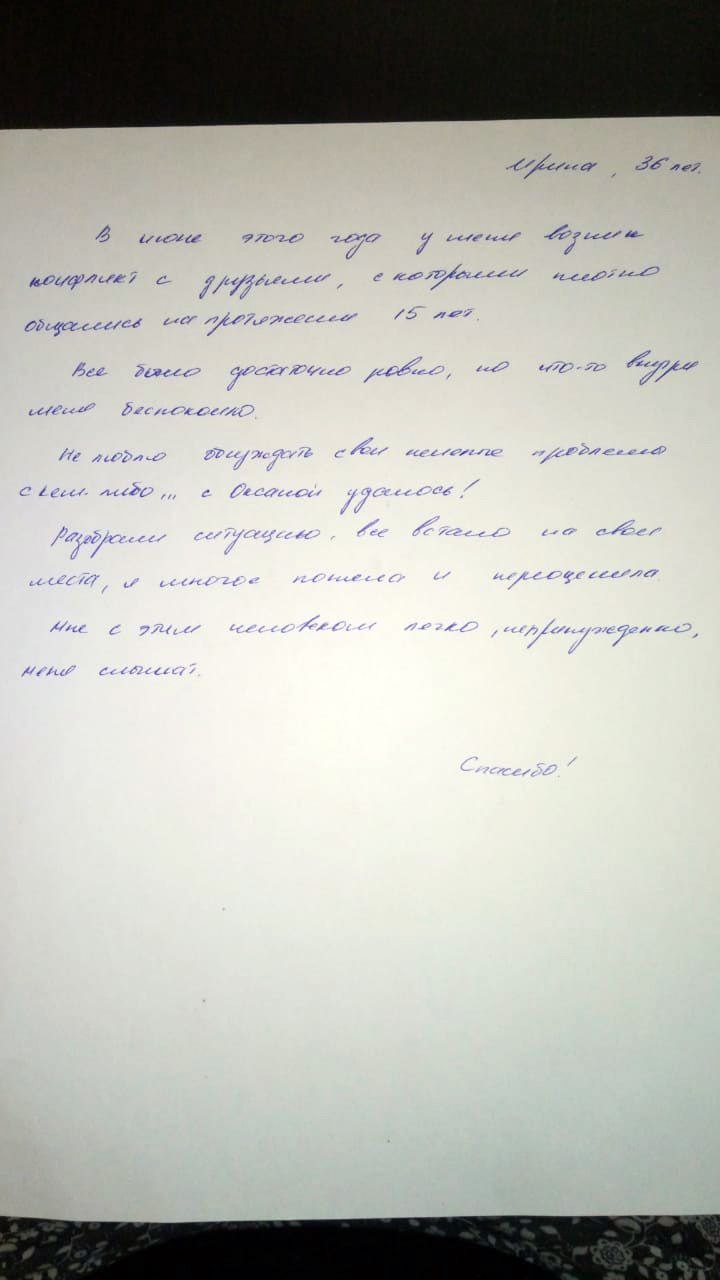 Ирина, 36 лет.
В июне этого года у меня возник
конфликт с друзьями, с которыми плотно
общались на протяжении 15 лет.
Все было достаточно ровно, но что-то внутри
меня беспокоило.
Не люблю обсуждать свои личные проблемы
с кем-либо... с Оксаной удалось!
Разобрали ситуацию, все встало на свои
места, я многое поняла и переоценила.
Мне с этим человеком легко, непринужденно,
меня слышат.
Спасибо!